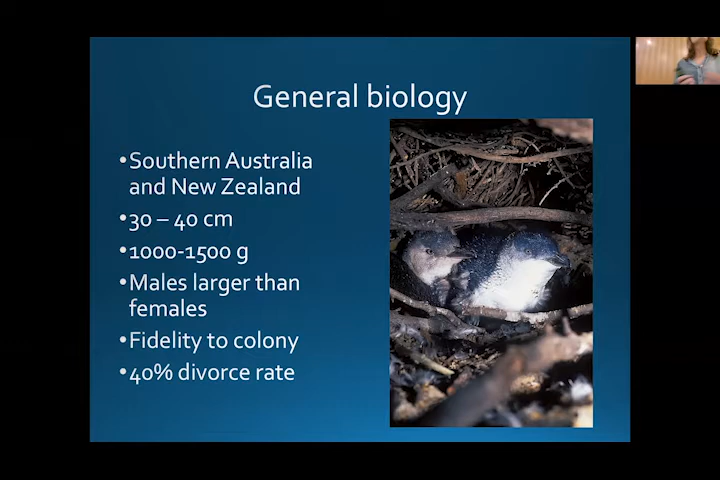 General biology
•Southern Australia
and New Zealand
•30 – 40 cm
•1000-1500 g
•Males larger than
females
•Fidelity to colony
•40% divorce rate